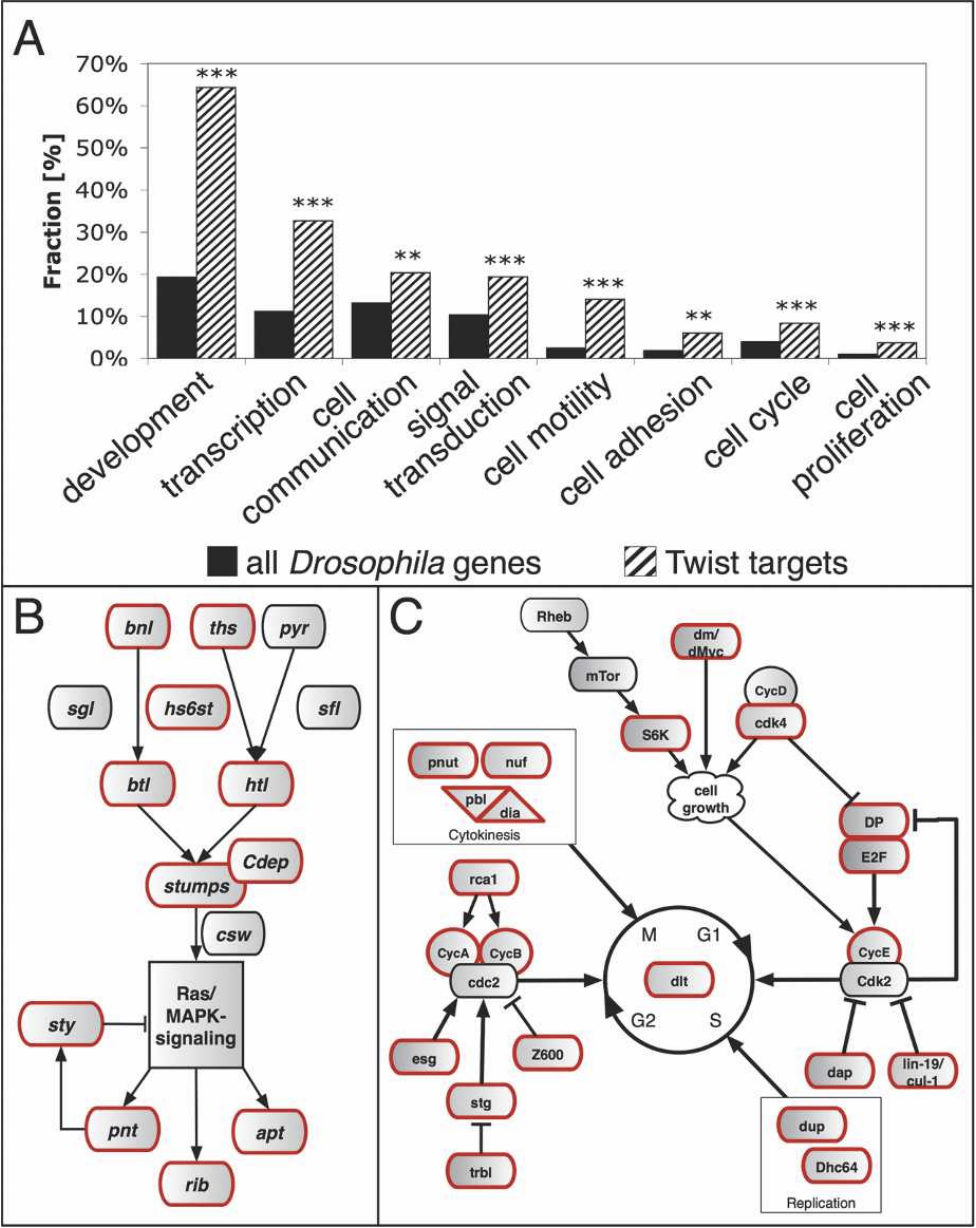 A
70%
60%
50%
40%
30%
20%
10%
0%
Fraction [%]
***
***
**
***
***
**
***
***
development
transcription
cell
communication
signal
transduction
cell motility
cell adhesion
cell cycle
cell
proliferation
all Drosophila genes
Twist targets
B
bnl
ths
pyr
sgl
hs6st
sfl
btl
htl
Cdep
stumps
csw
Ras/
MAPK-
signaling
sty
pnt
apt
rib
C
Rheb
dm/
dMyc
mTor
CycD
cdk4
S6K
pnut
nuf
pbl
dia
Cytokinesis
cell
growth
DP
E2F
rca1
CycA
CycB
cdc2
M
G1
dlt
G2
S
CycE
Cdk2
esg
Z600
stg
trbl
dap
lin-19/
cul-1
dup
Dhc64
Replication